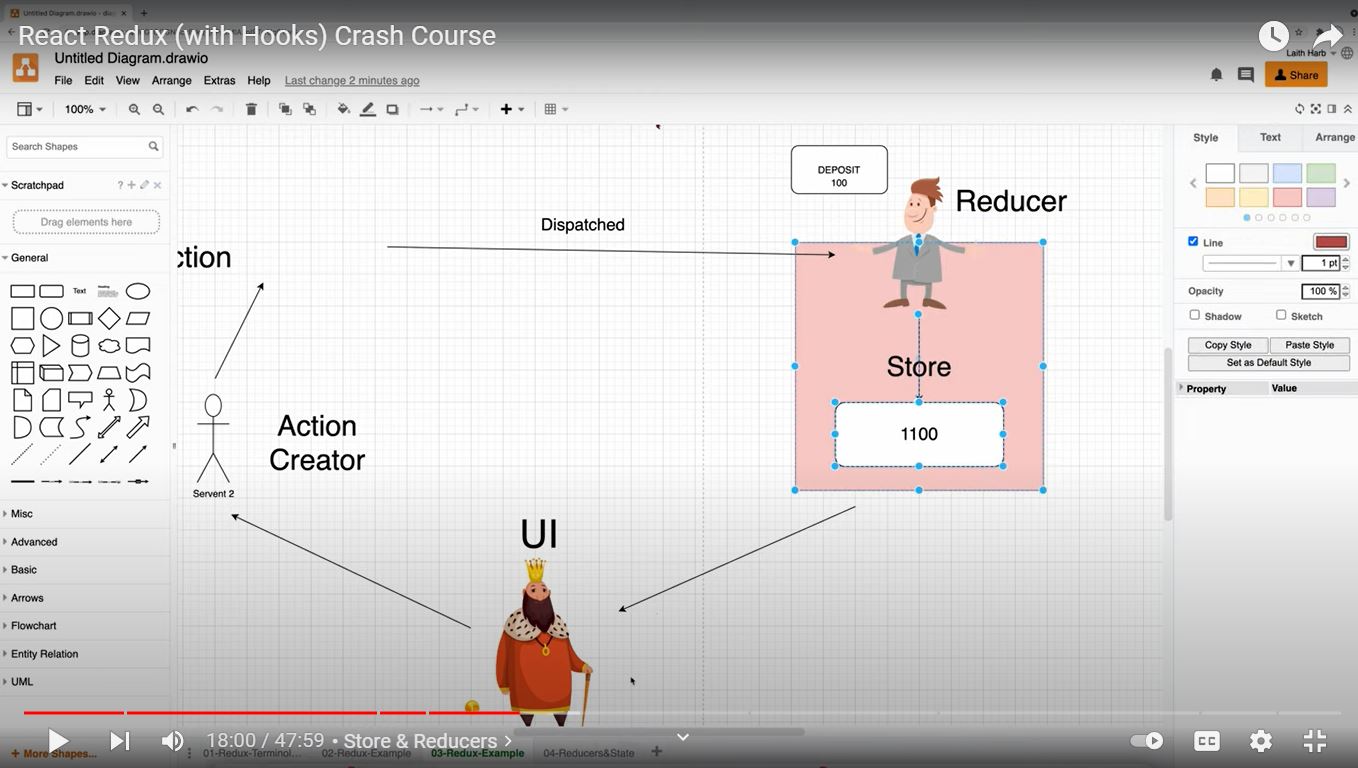 Untitled Diagram.drawio - dia
React Redux (with Hooks) Crash Course
Laith Harb
Untitled Diagram.drawio
File Edit View Arrange Extras Help Last change 2 minutes ago
Share
100%
Search Shapes
Scratchpad
Drag elements here
General
Text
Heading
Misc
Advanced
Basic
Arrows
Flowchart
Entity Relation
UML
+ More Shapes...
DEPOSIT
100
Reducer
Dispatched
ction
Store
1100
Action
Creator
Servent 2
UI
Style Text Arrange
Line
1 pt
Opacity 100 %
Shadow Sketch
Copy Style Paste Style
Set as Default Style
Property Value
18:00 / 47:59 • Store & Reducers
01-Redux-Terminol... 02-Redux-Example 03-Redux-Example 04-Reducers&State
CC